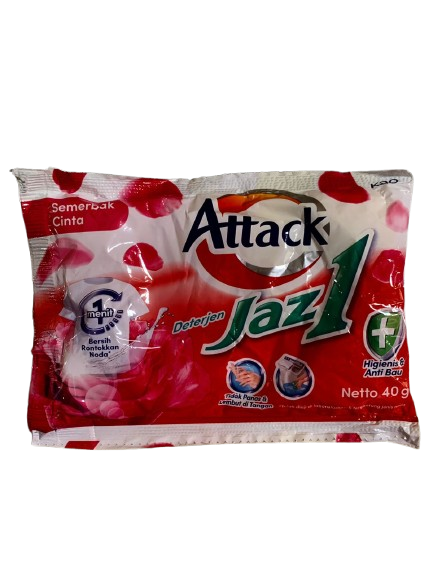 Kao
Semerbak
Cinta
Attack
Deterjen Jaz1
1
menit
Bersih
Rontokkan
Noda*
Higienis &
Anti Bau
Tidak Panas &
Lembut di Tangan
Netto 40 g